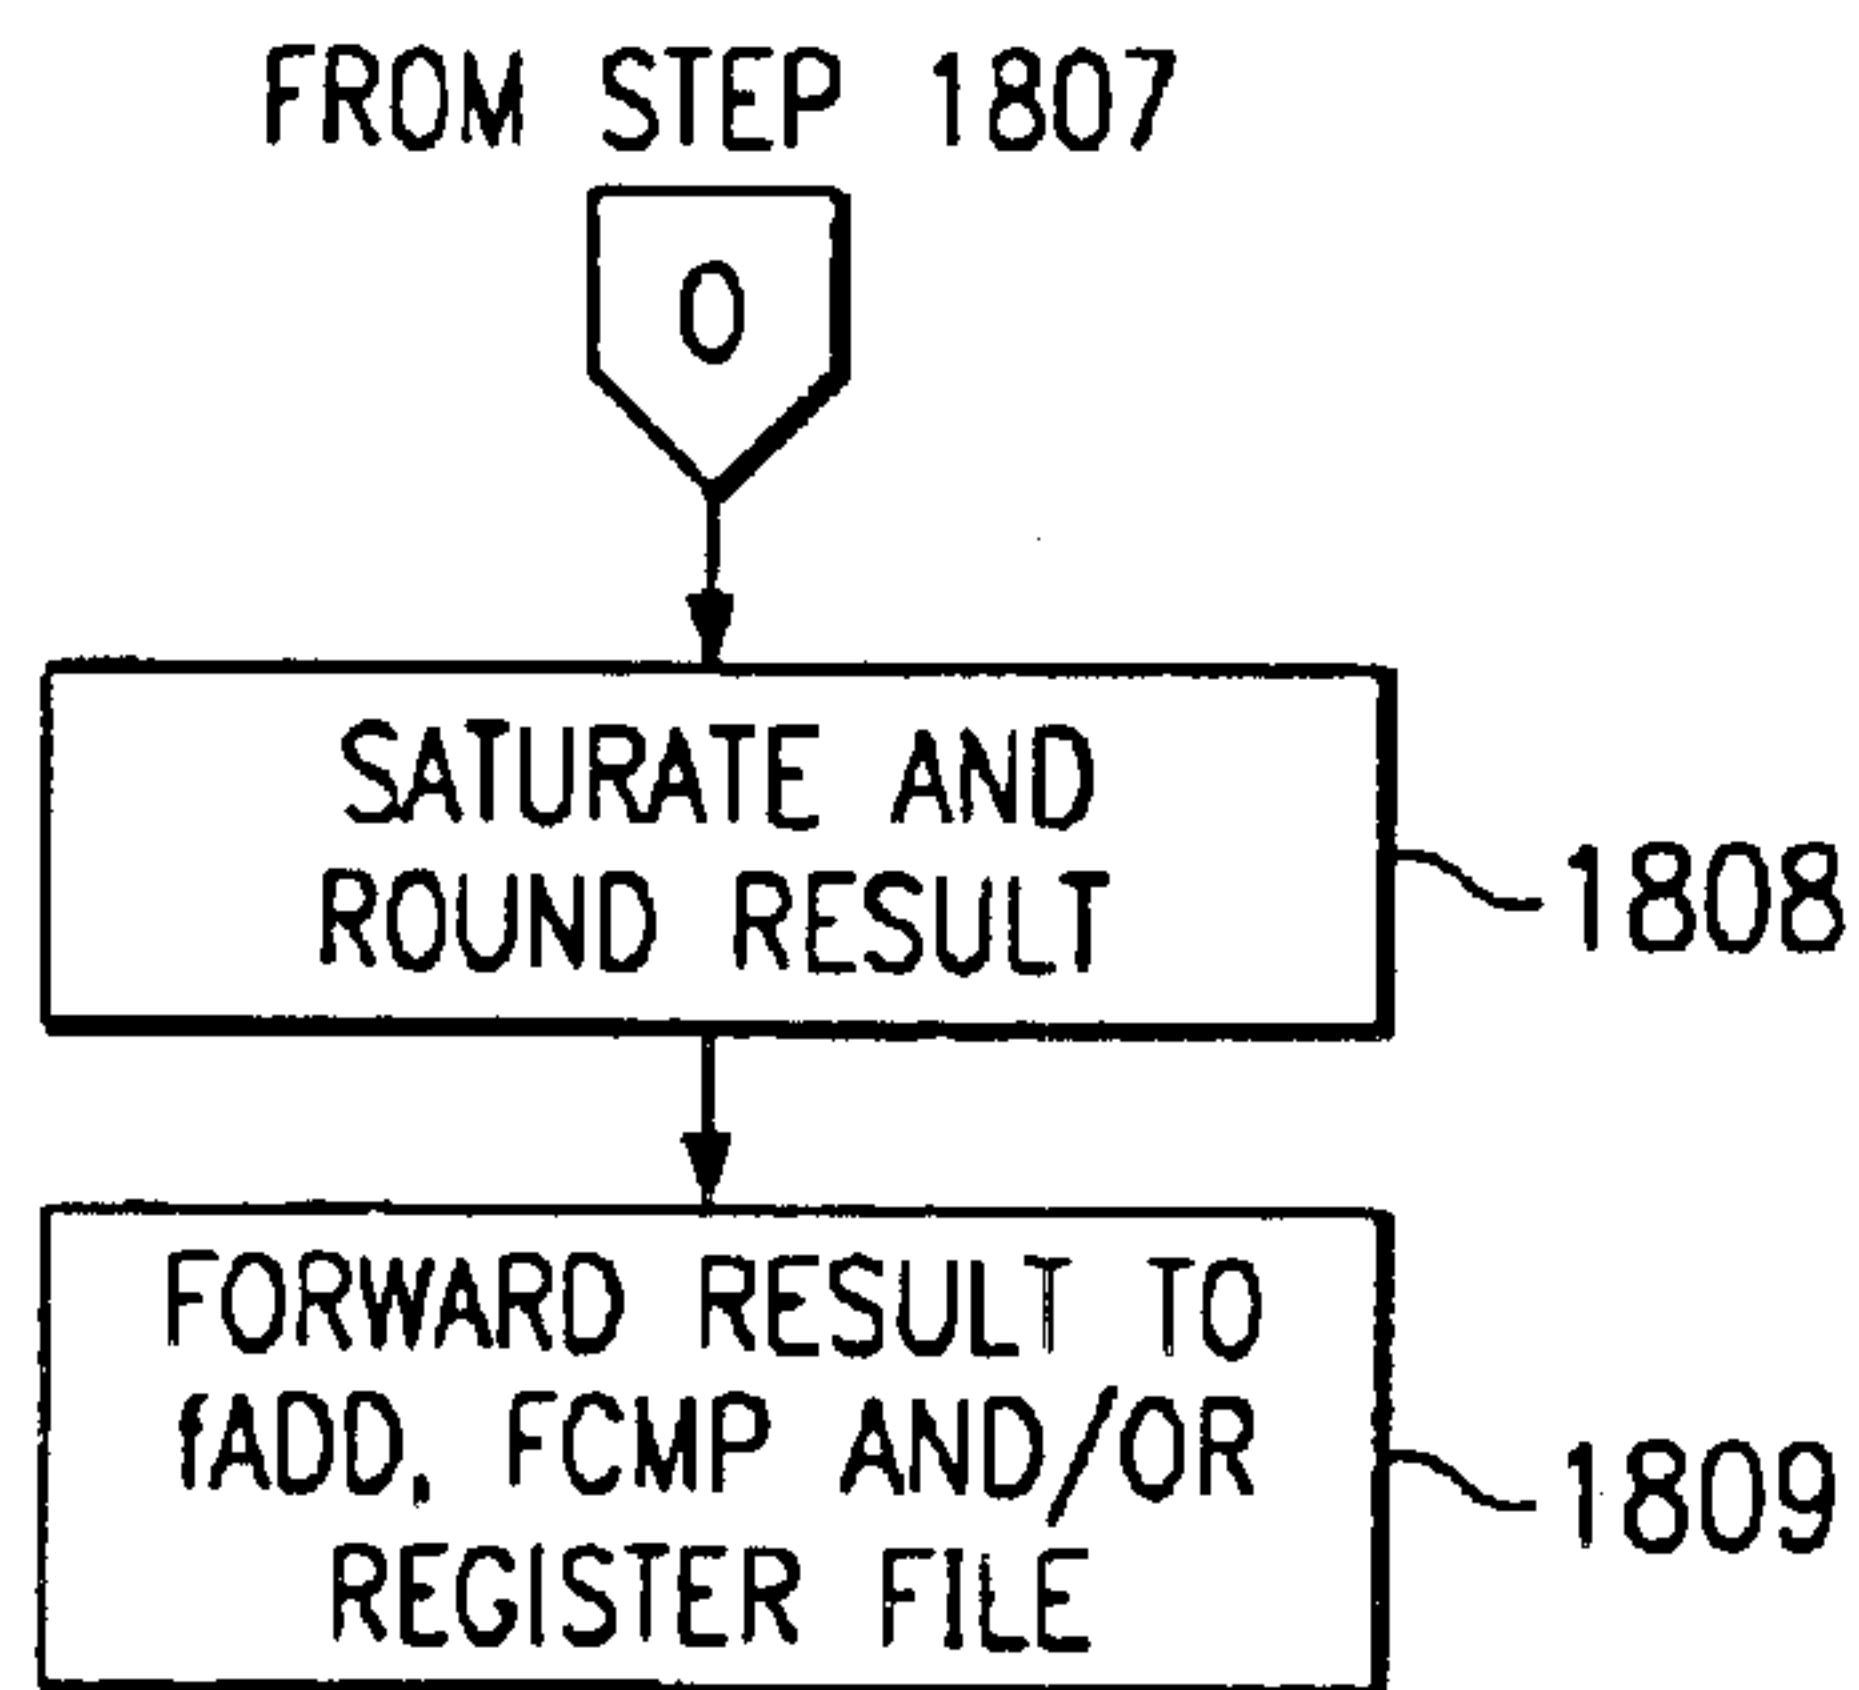 FROM STEP 1807
O
SATURATE AND
ROUND RESULT
1808
FORWARD RESULT TO
fADD, FCMP AND/OR
REGISTER FILE
1809